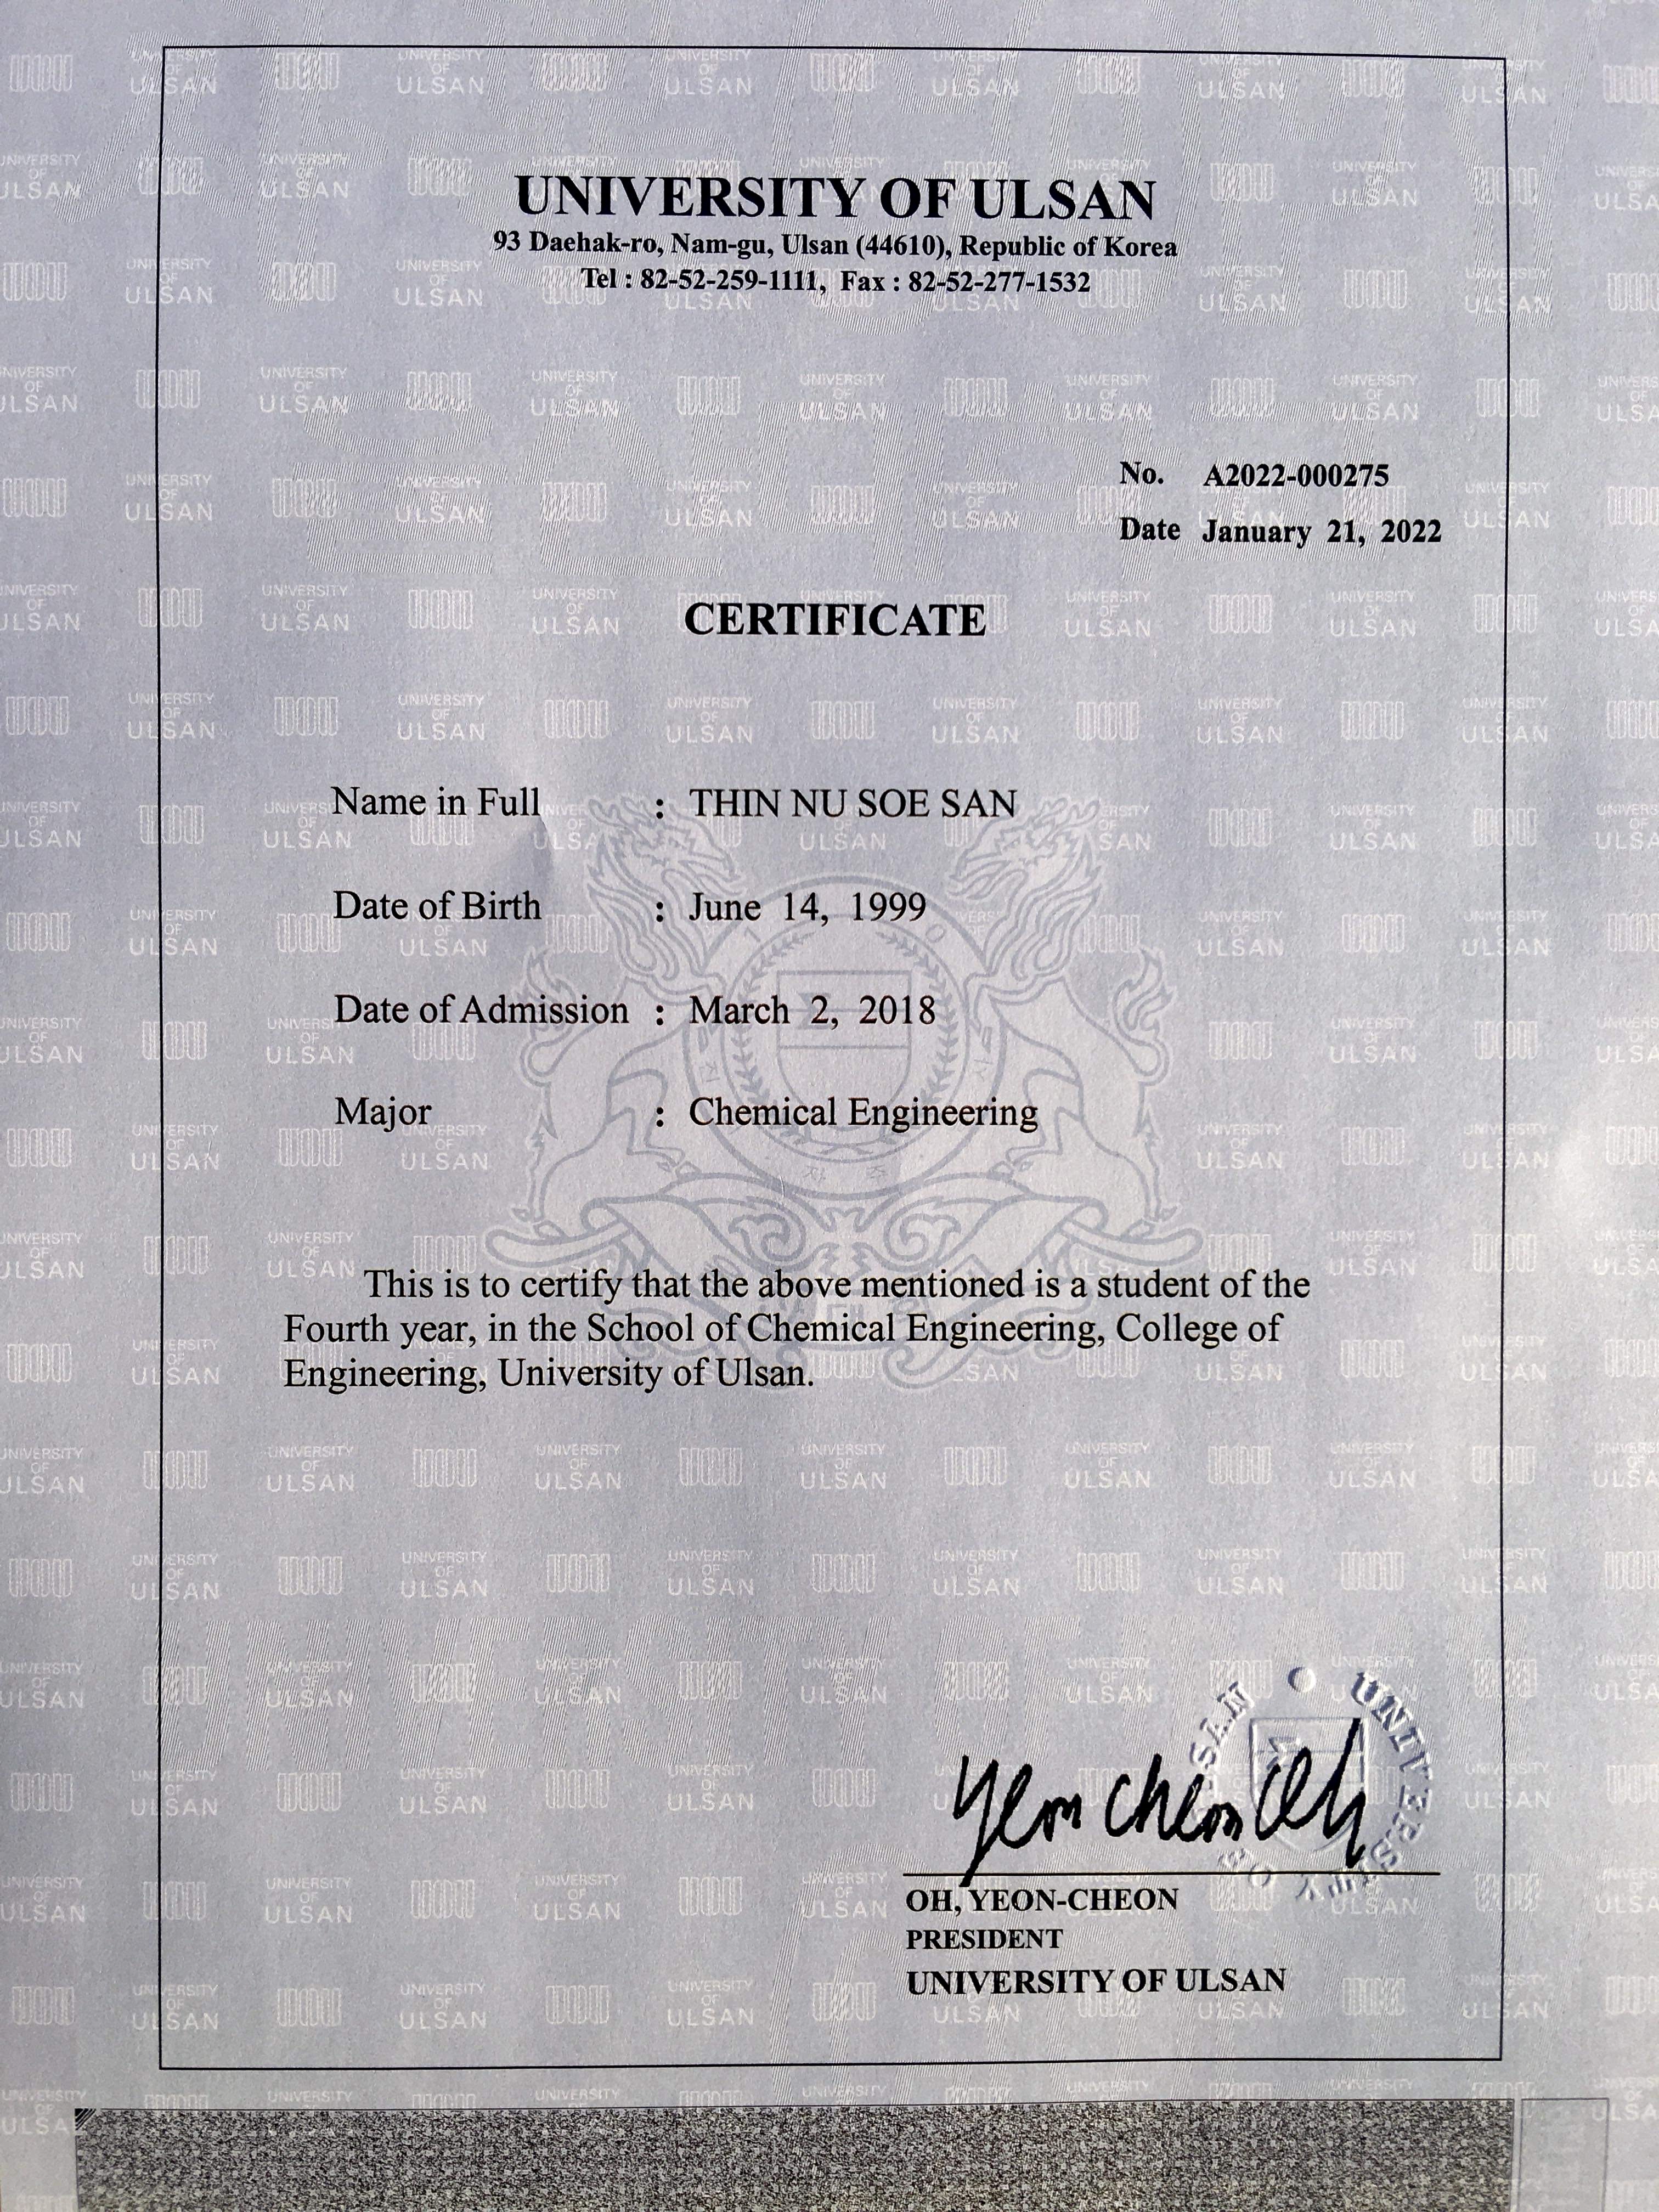 UNIVERSITY OF ULSAN
93 Daehak-ro, Nam-gu, Ulsan (44610), Republic of Korea
Tel : 82-52-259-1111, Fax : 82-52-277-1532
No. A2022-000275
Date January 21, 2022
CERTIFICATE
Name in Full : THIN NU SOE SAN
Date of Birth : June 14, 1999
Date of Admission : March 2, 2018
Major : Chemical Engineering
This is to certify that the above mentioned is a student of the
Fourth year, in the School of Chemical Engineering, College of
Engineering, University of Ulsan.
Yeon Cheon Oh
UNIVERSITY OF ULSAN
OH, YEON-CHEON
PRESIDENT
UNIVERSITY OF ULSAN